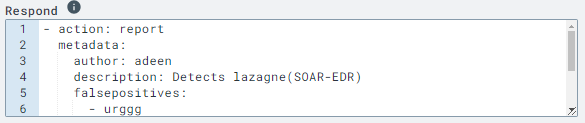 Respond i
1 - action: report
2 metadata:
3 author: adeen
4 description: Detects lazagne(SOAR-EDR)
5 falsepositives:
6 - urggg